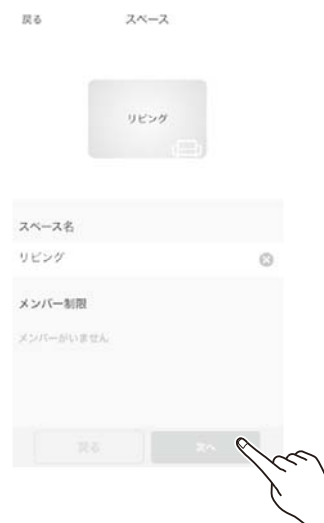 戻る スペース
リビング
スペース名
リビング
メンバー制限
メンバーがいません
戻る 次へ